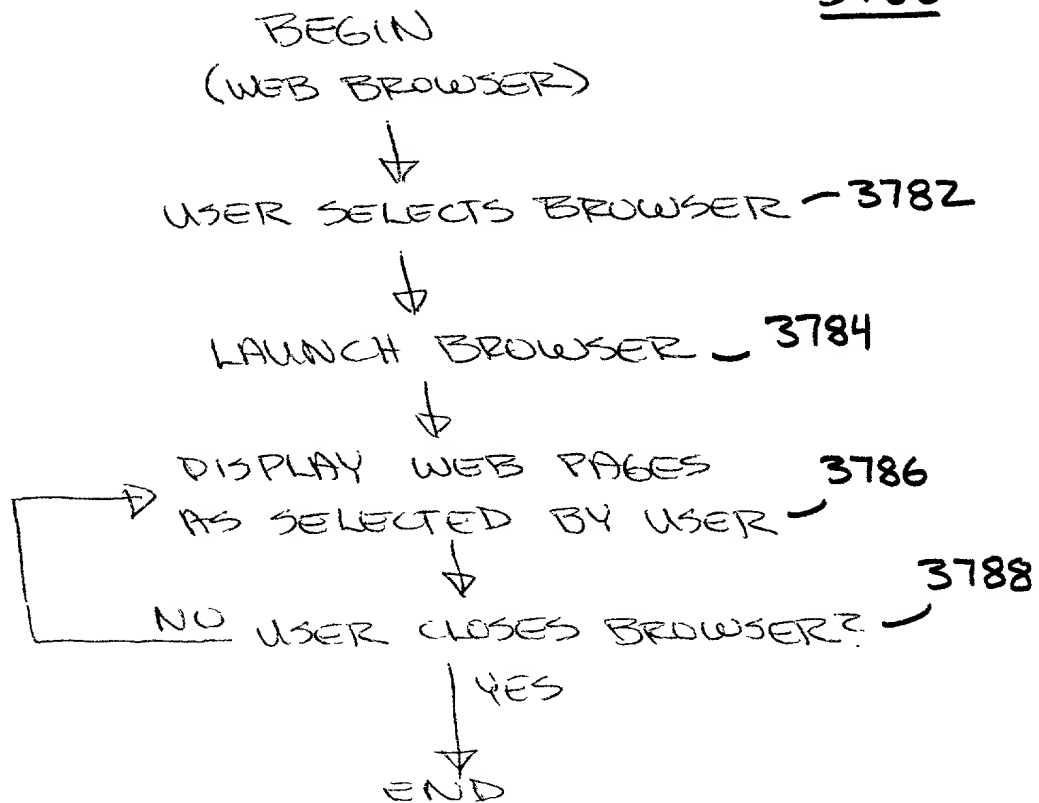 BEGIN
(WEB BROWSER)
USER SELECTS BROWSER 3782
LAUNCH BROWSER 3784
DISPLAY WEB PAGES 3786
AS SELECTED BY USER
NO USER CLOSES BROWSER? 3788
YES
END